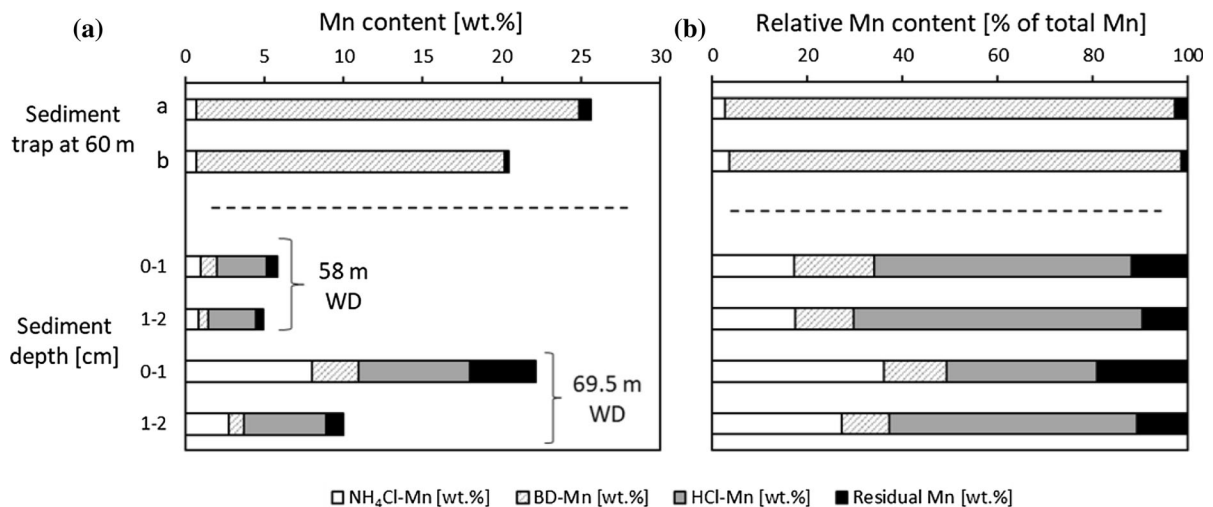 (a)
Mn content [wt.%]
0 5 10 15 20 25 30
Sediment
trap at 60 m
a
b
0-1
1-2
58 m
WD
Sediment
depth [cm]
0-1
1-2
69.5 m
WD
(b)
Relative Mn content [% of total Mn]
0 20 40 60 80 100
NH₄Cl-Mn [wt.%] BD-Mn [wt.%] HCl-Mn [wt.%] Residual Mn [wt.%]